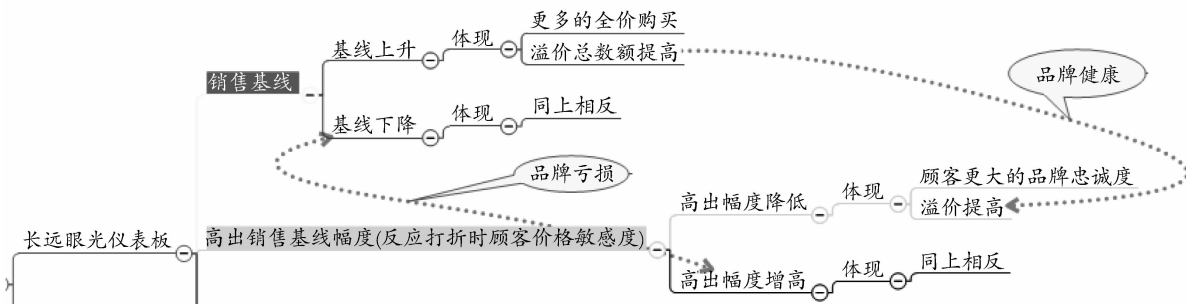 更多的全价购买
基线上升
体现
溢价总数额提高
品牌健康
销售基线
同上相反
体现
基线下降
品牌亏损
顾客更大的品牌忠诚度
高出幅度降低
体现
溢价提高
长远眼光仪表板
高出销售基线幅度(反应打折时顾客价格敏感度)
同上相反
体现
高出幅度增高